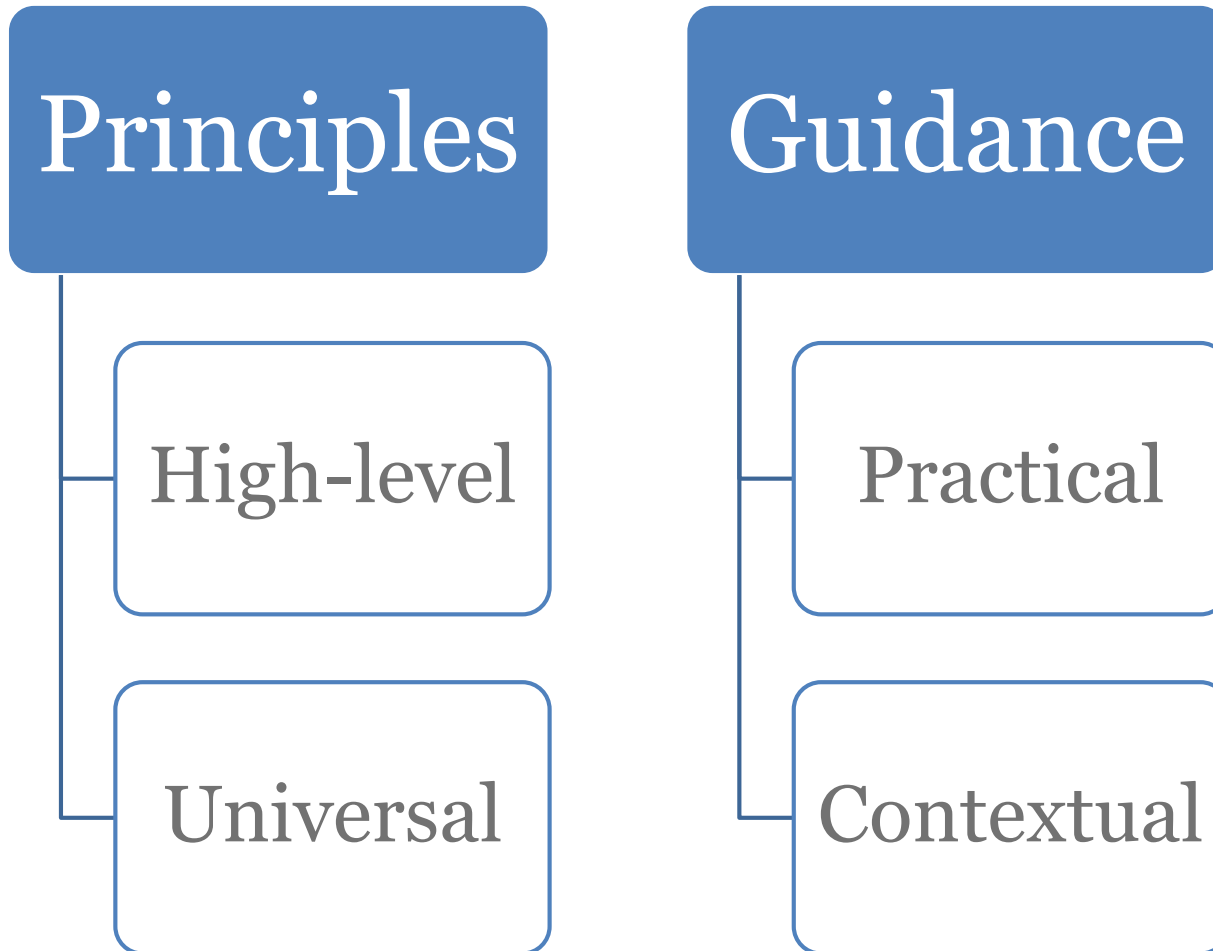 Principles
High-level
Universal
Guidance
Practical
Contextual